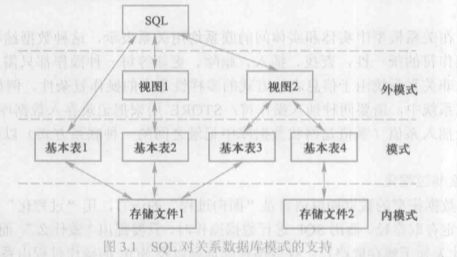 SQL
视图1
视图2
外模式
基本表1
基本表2
基本表3
基本表4
模式
存储文件1
存储文件2
内模式
图 3.1 SQL 对关系数据库模式的支持